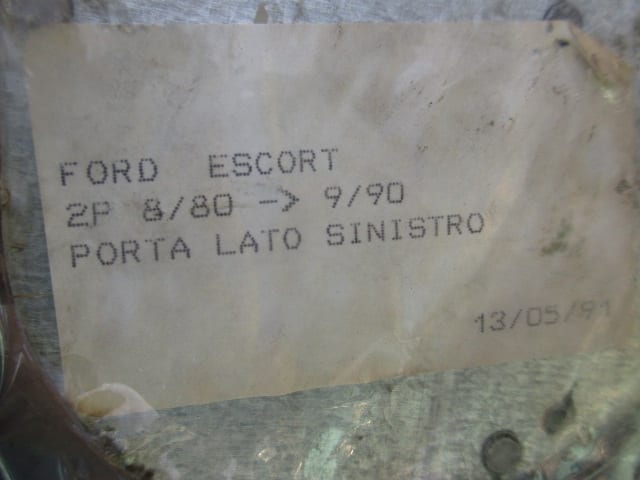 FORD ESCORT
2P 8/80 -> 9/90
PORTA LATO SINISTRO
13/05/91